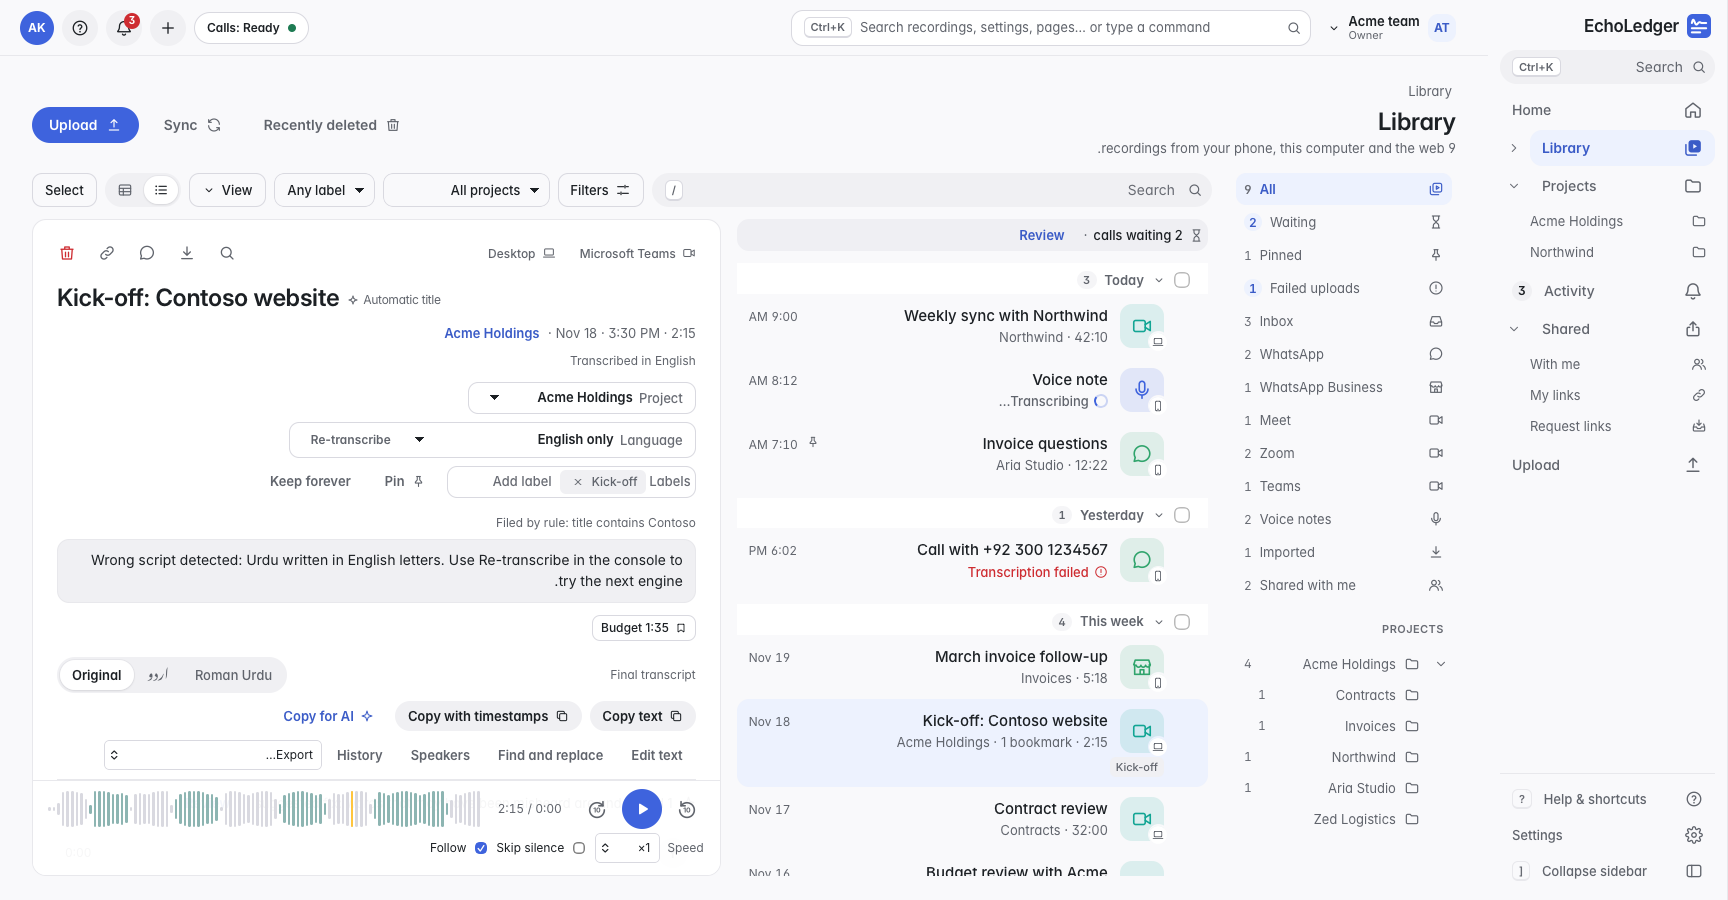 AK
3
Calls: Ready
Ctrl+K Search recordings, settings, pages... or type a command
Acme team
Owner
AT
EchoLedger
Ctrl+K Search
Home
Library
Projects
Acme Holdings
Northwind
3 Activity
Shared
With me
My links
Request links
Upload
? Help & shortcuts
Settings
] Collapse sidebar
Library
Library
.recordings from your phone, this computer and the web 9
Upload
Sync
Recently deleted
Select
View
Any label
All projects
Filters
/ Search
9 All
2 Waiting
1 Pinned
1 Failed uploads
3 Inbox
2 WhatsApp
1 WhatsApp Business
1 Meet
2 Zoom
1 Teams
2 Voice notes
1 Imported
2 Shared with me
PROJECTS
4 Acme Holdings
1 Contracts
1 Invoices
1 Northwind
1 Aria Studio
Zed Logistics
Review · calls waiting 2
3 Today
AM 9:00 Weekly sync with Northwind
Northwind · 42:10
AM 8:12 Voice note
...Transcribing
AM 7:10 Invoice questions
Aria Studio · 12:22
1 Yesterday
PM 6:02 Call with +92 300 1234567
Transcription failed
4 This week
Nov 19 March invoice follow-up
Invoices · 5:18
Nov 18 Kick-off: Contoso website
Acme Holdings · 1 bookmark · 2:15
Kick-off
Nov 17 Contract review
Contracts · 32:00
Nov 16 Budget review with Acme
Desktop
Microsoft Teams
Kick-off: Contoso website
Automatic title
Acme Holdings · Nov 18 · 3:30 PM · 2:15
Transcribed in English
Acme Holdings Project
Re-transcribe English only Language
Keep forever Pin Add label × Kick-off Labels
Filed by rule: title contains Contoso
Wrong script detected: Urdu written in English letters. Use Re-transcribe in the console to
.try the next engine
Budget 1:35
Original اردو Roman Urdu
Final transcript
Copy for AI
Copy with timestamps
Copy text
...Export
History
Speakers
Find and replace
Edit text
2:15 / 0:00
10
10
0:00
Follow
Skip silence
×1 Speed